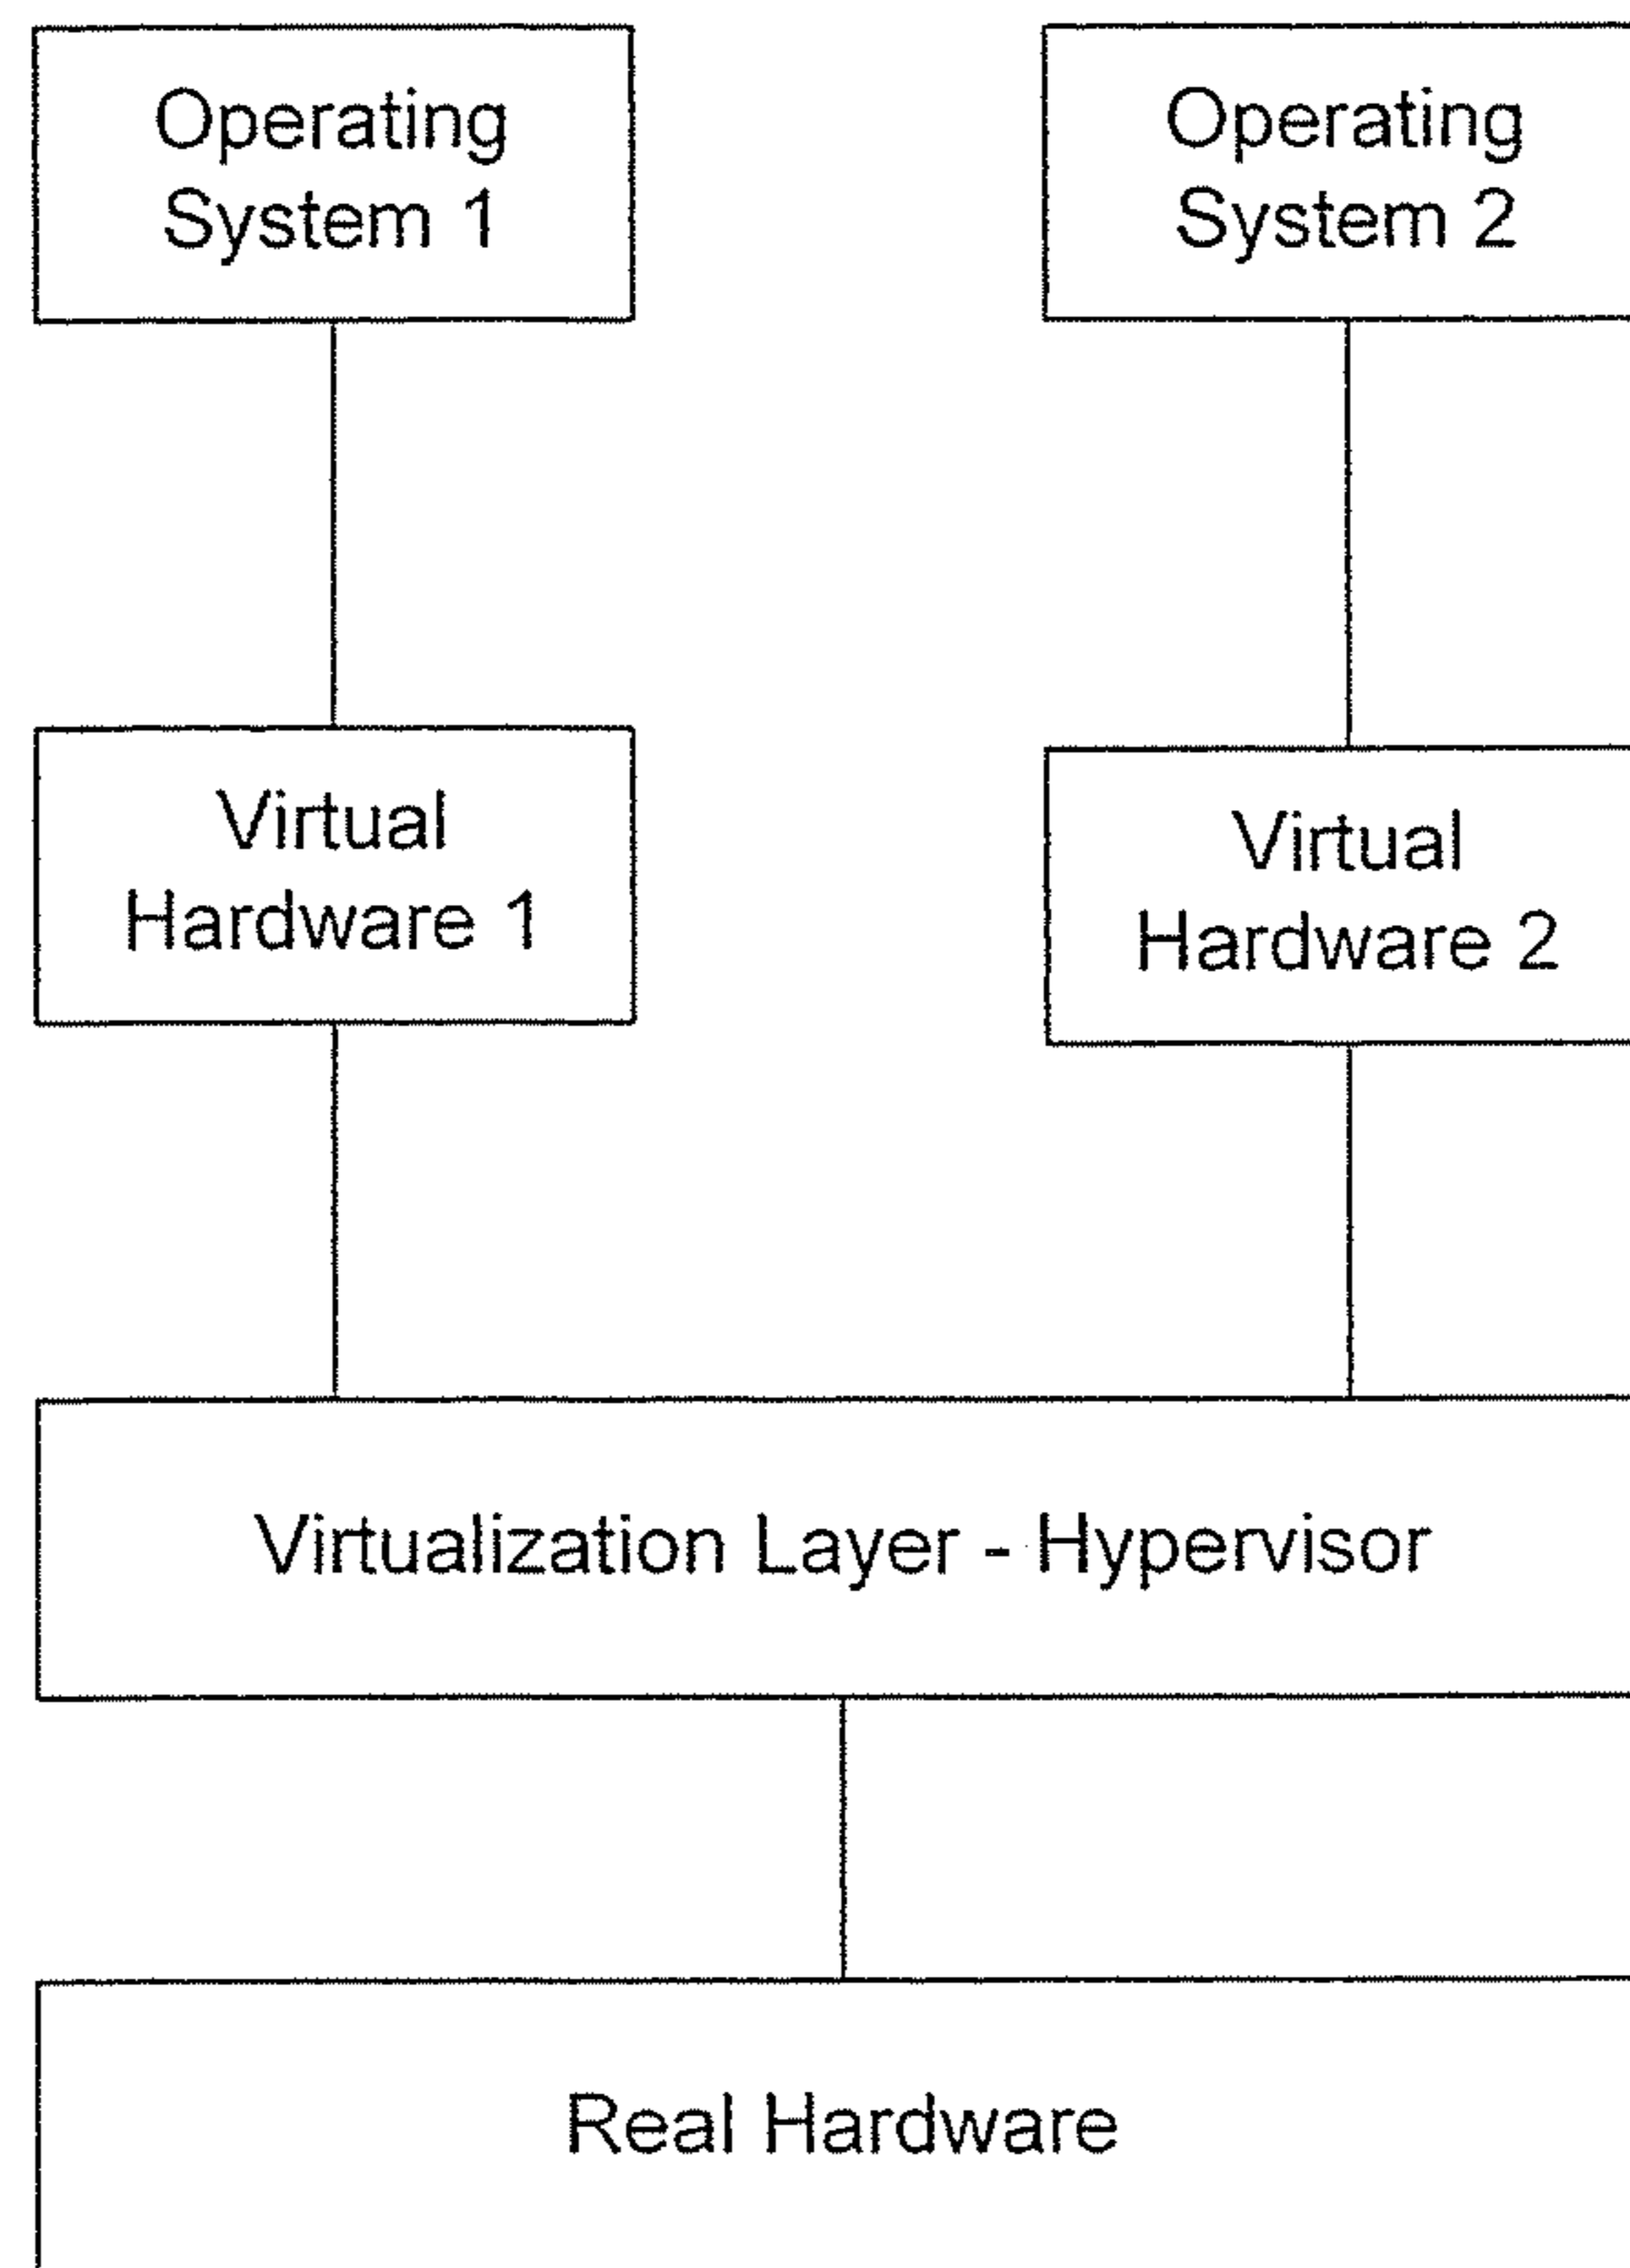 Operating
System 1
Operating
System 2
Virtual
Hardware 1
Virtual
Hardware 2
Virtualization Layer - Hypervisor
Real Hardware